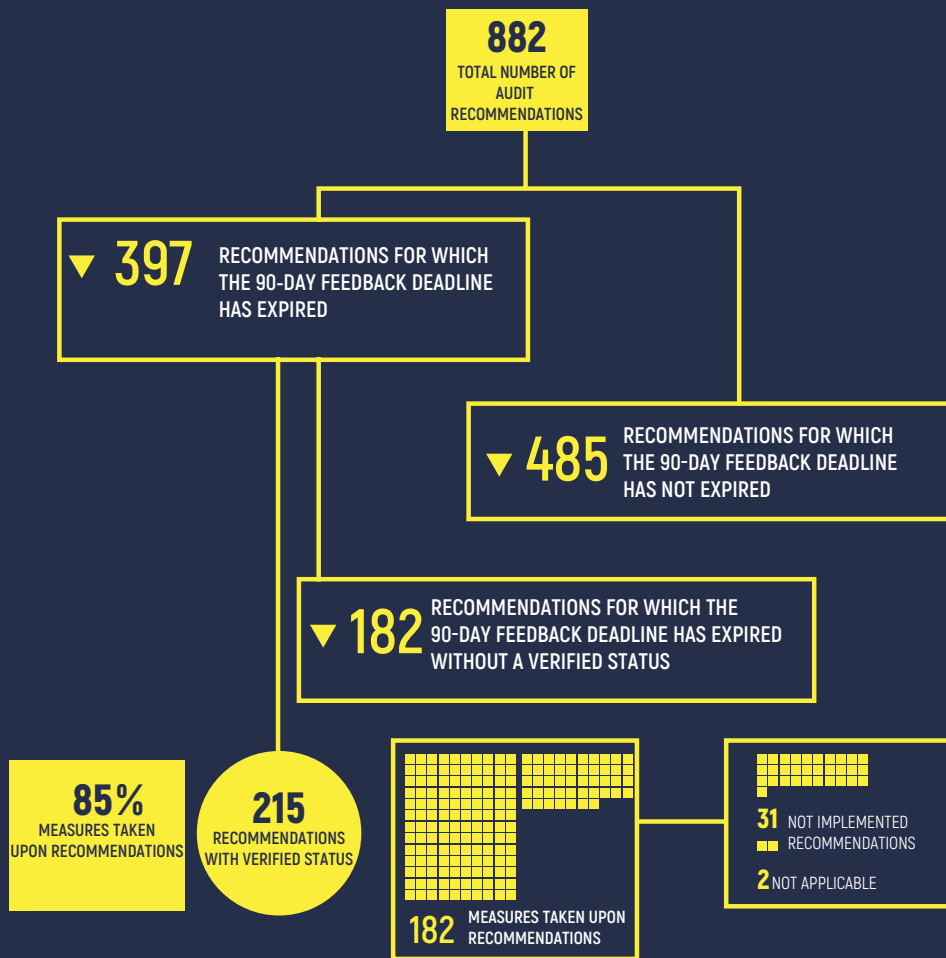 882
TOTAL NUMBER OF
AUDIT
RECOMMENDATIONS
397
RECOMMENDATIONS FOR WHICH
THE 90-DAY FEEDBACK DEADLINE
HAS EXPIRED
485
RECOMMENDATIONS FOR WHICH
THE 90-DAY FEEDBACK DEADLINE
HAS NOT EXPIRED
182
RECOMMENDATIONS FOR WHICH THE
90-DAY FEEDBACK DEADLINE HAS EXPIRED
WITHOUT A VERIFIED STATUS
85%
MEASURES TAKEN
UPON RECOMMENDATIONS
215
RECOMMENDATIONS
WITH VERIFIED STATUS
182
MEASURES TAKEN UPON
RECOMMENDATIONS
31 NOT IMPLEMENTED
RECOMMENDATIONS
2 NOT APPLICABLE